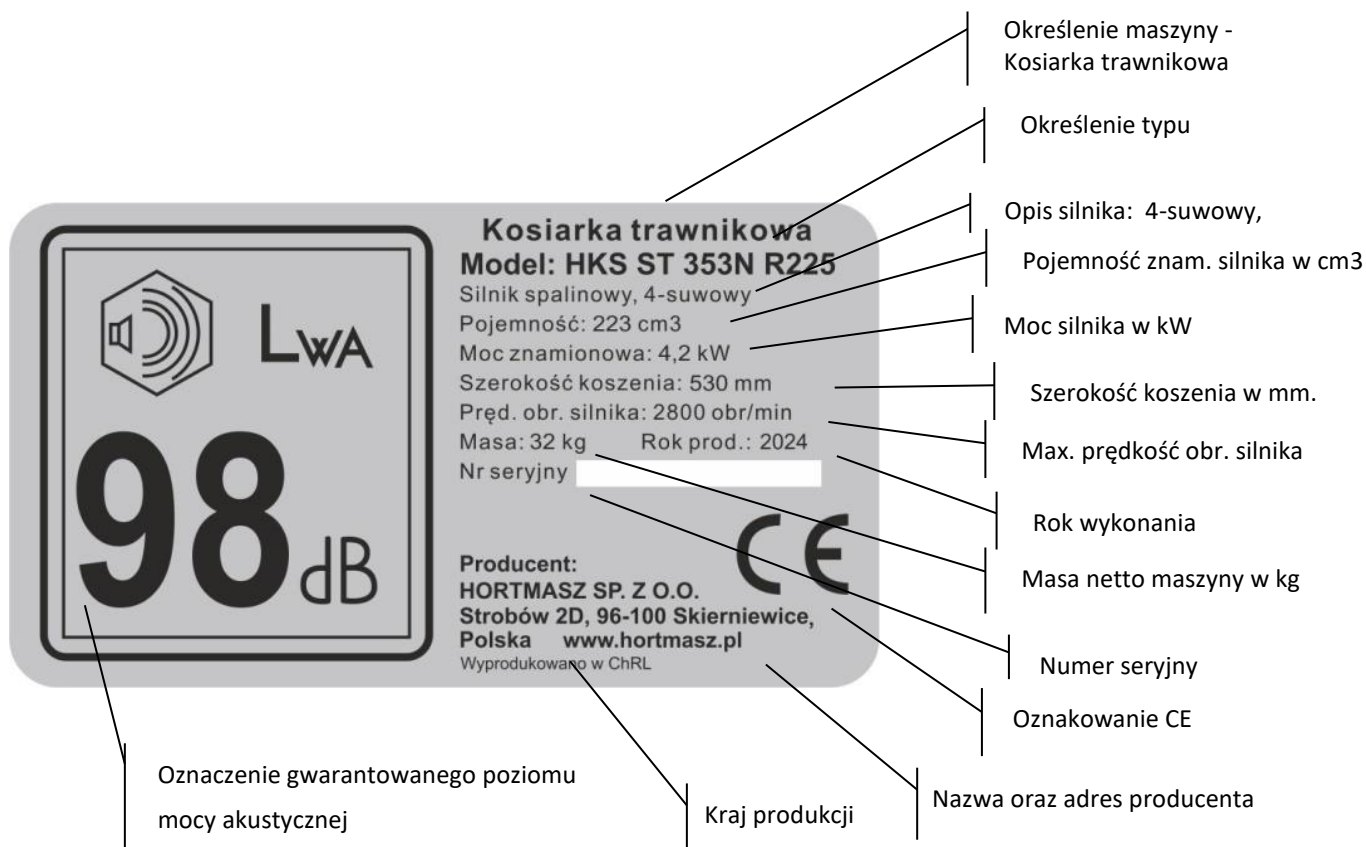 Określenie maszyny -
Kosiarka trawnikowa
Określenie typu
Opis silnika: 4-suwowy,
Pojemność znam. silnika w cm3
Moc silnika w kW
Szerokość koszenia w mm.
Max. prędkość obr. silnika
Rok wykonania
Masa netto maszyny w kg
Numer seryjny
Oznakowanie CE
Nazwa oraz adres producenta
Kraj produkcji
Oznaczenie gwarantowanego poziomu
mocy akustycznej
LWA
98 dB
Kosiarka trawnikowa
Model: HKS ST 353N R225
Silnik spalinowy, 4-suwowy
Pojemność: 223 cm3
Moc znamionowa: 4,2 kW
Szerokość koszenia: 530 mm
Pręd. obr. silnika: 2800 obr/min
Masa: 32 kg Rok prod.: 2024
Nr seryjny
CE
Producent:
HORTMASZ SP. Z O.O.
Strobów 2D, 96-100 Skierniewice,
Polska www.hortmasz.pl
Wyprodukowano w ChRL